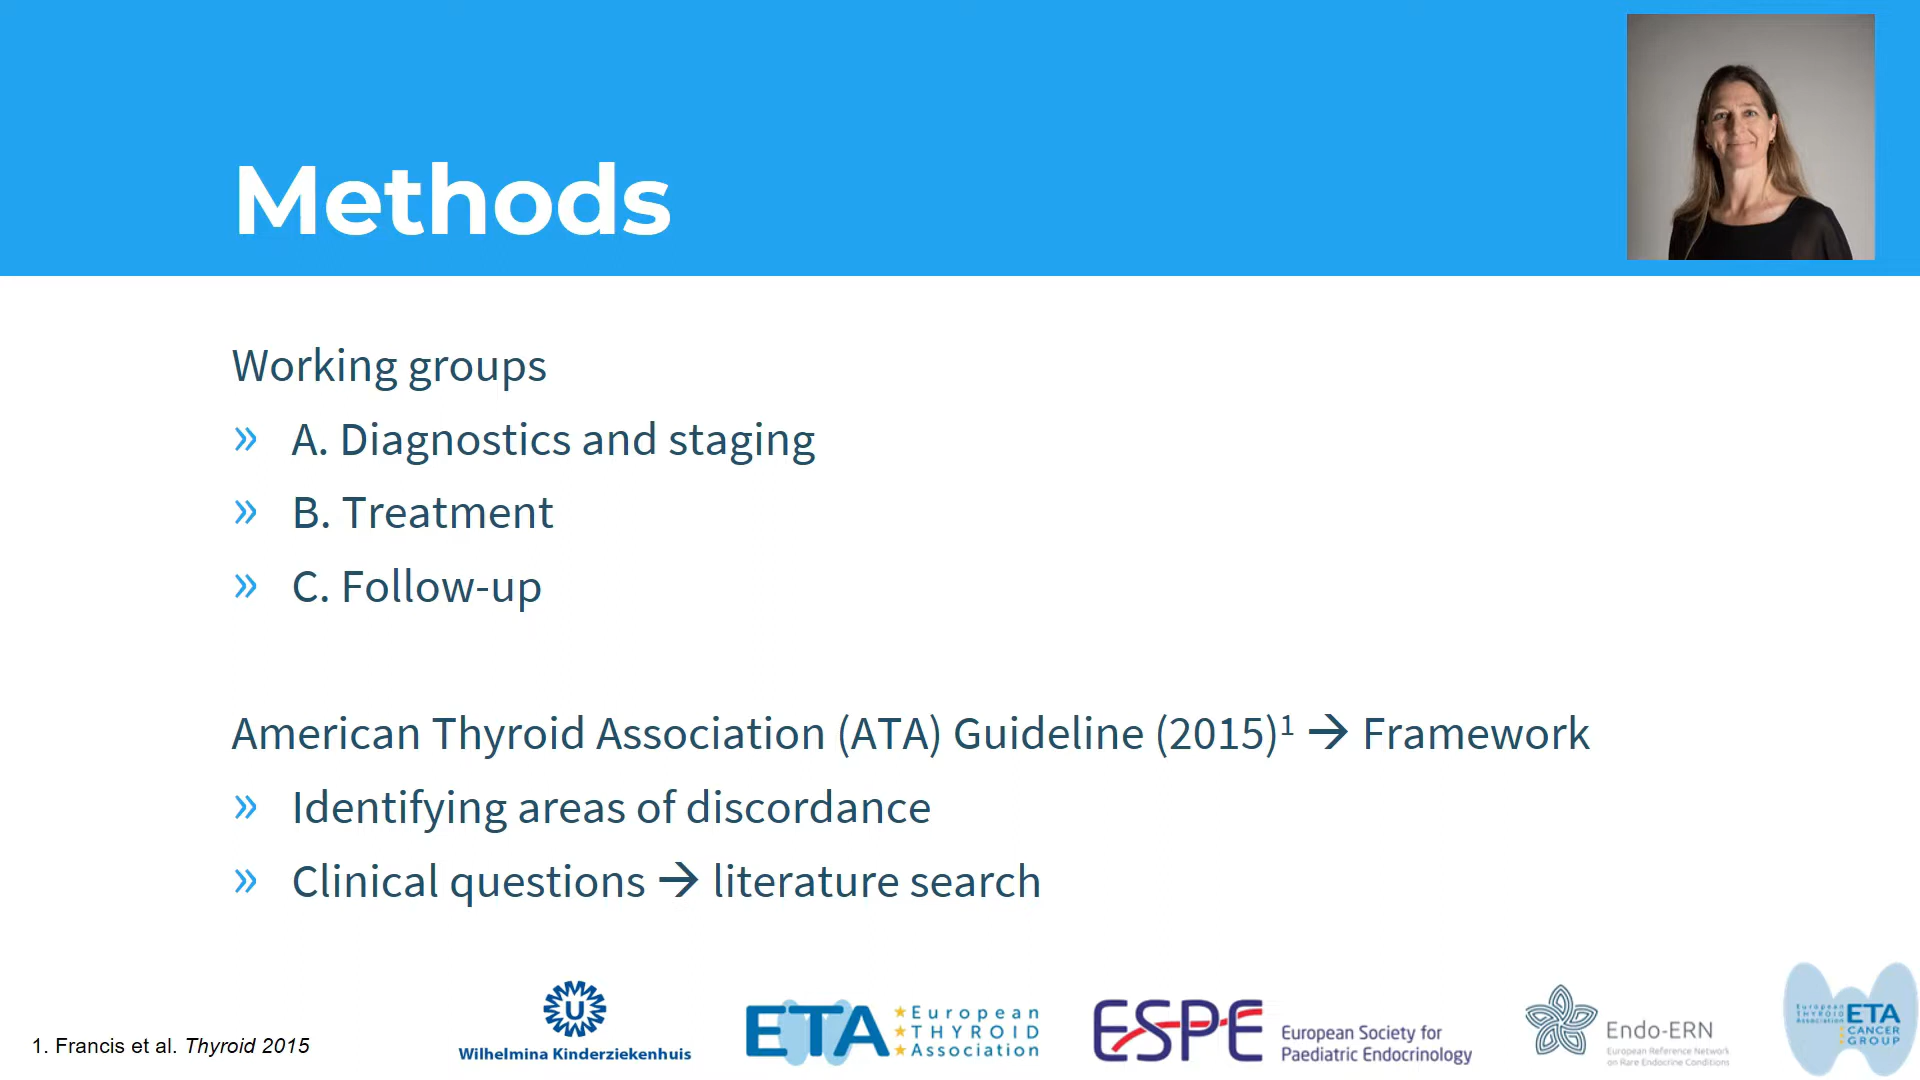 Methods
Working groups
» A. Diagnostics and staging
» B. Treatment
» C. Follow-up
American Thyroid Association (ATA) Guideline (2015)¹ → Framework
» Identifying areas of discordance
» Clinical questions → literature search
1. Francis et al. Thyroid 2015
U
Wilhelmina Kinderziekenhuis
ETA
European
THYROID
Association
ESPE
European Society for
Paediatric Endocrinology
Endo-ERN
European Reference Network
on Rare Endocrine Conditions
European
THYROID
Association
ETA
CANCER
GROUP